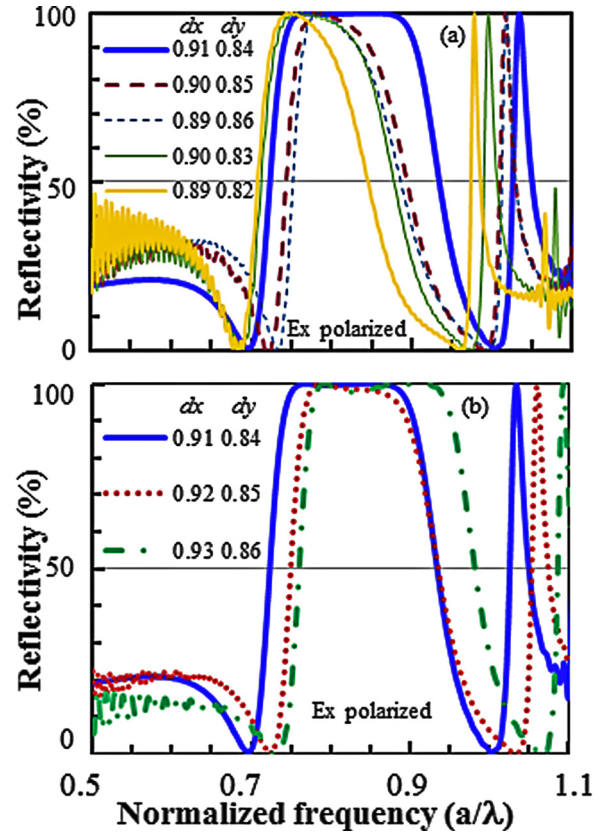 100
50
0
Reflectivity (%)
dx dy
0.91 0.84
0.90 0.85
0.89 0.86
0.90 0.83
0.89 0.82
(a)
Ex polarized
100
50
0
Reflectivity (%)
dx dy
0.91 0.84
0.92 0.85
0.93 0.86
(b)
Ex polarized
0.5 0.7 0.9 1.1
Normalized frequency (a/λ)